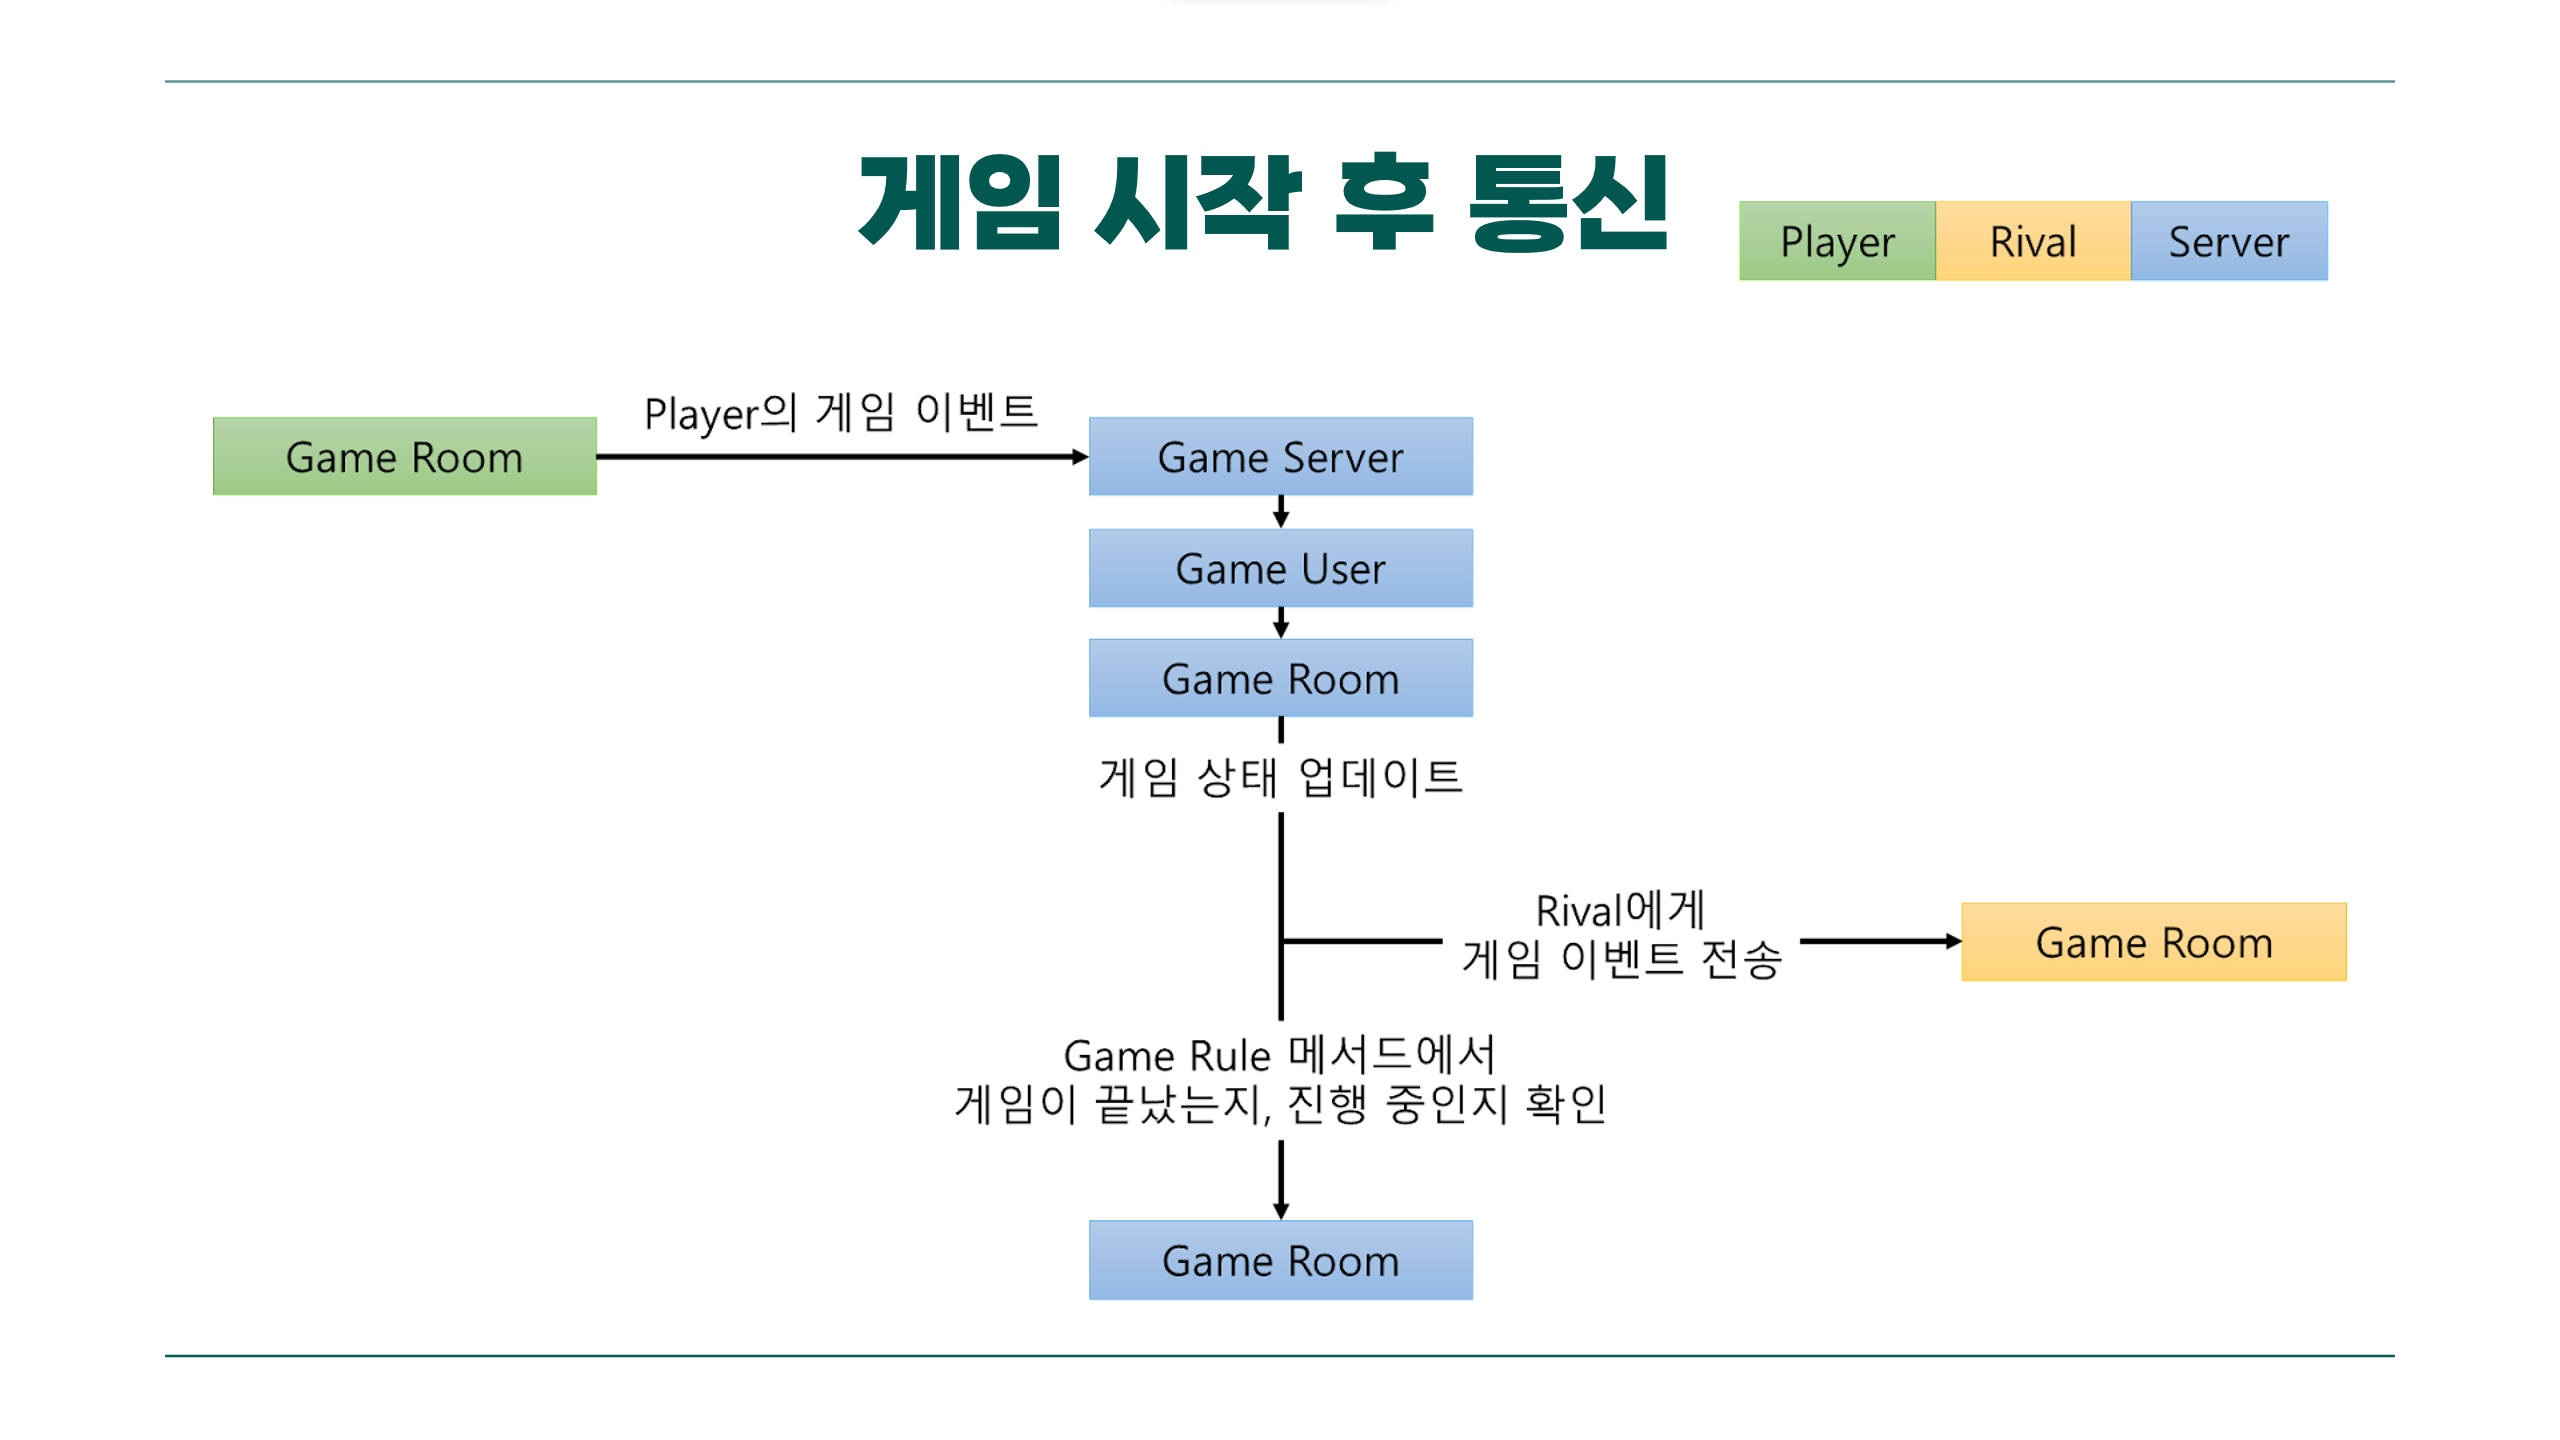 게임 시작 후 통신
Player
Rival
Server
Player의 게임 이벤트
Game Room
Game Server
Game User
Game Room
게임 상태 업데이트
Rival에게
게임 이벤트 전송
Game Room
Game Rule 메서드에서
게임이 끝났는지, 진행 중인지 확인
Game Room